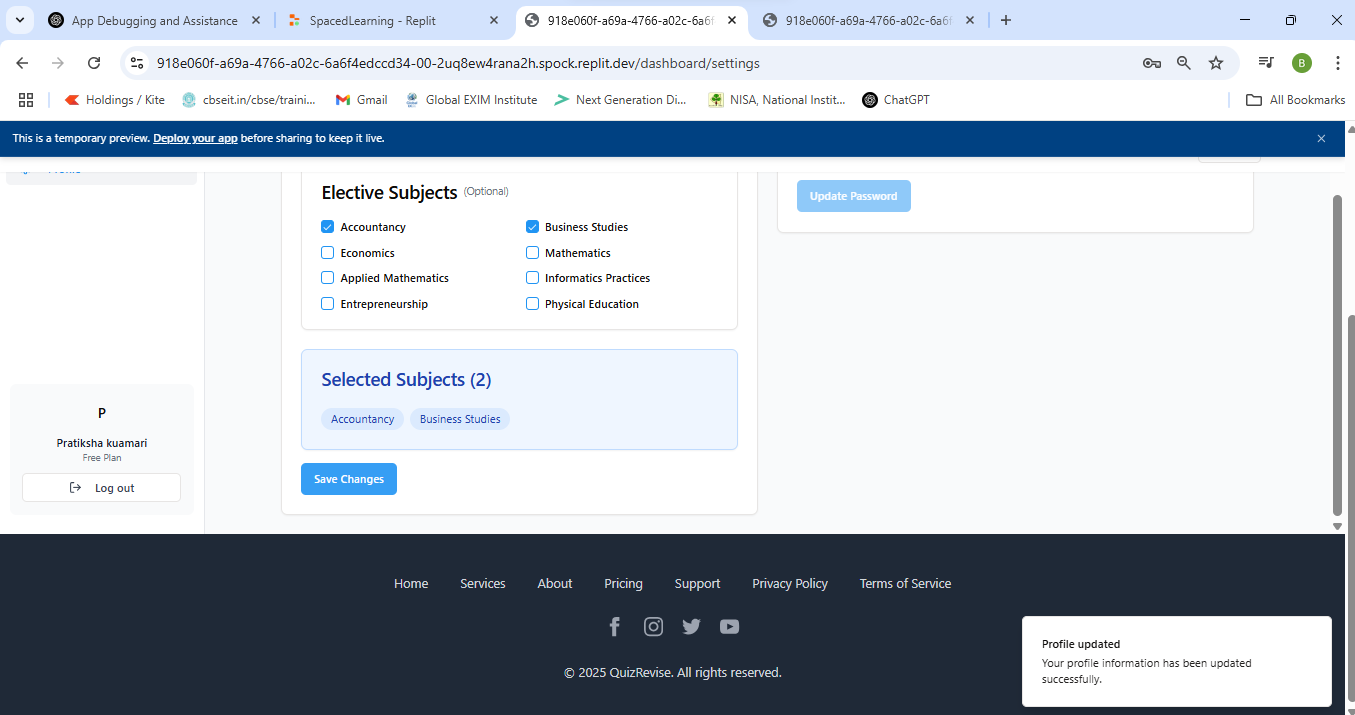 App Debugging and Assistance
SpacedLearning - Replit
918e060f-a69a-4766-a02c-6a6f
918e060f-a69a-4766-a02c-6a6f
918e060f-a69a-4766-a02c-6a6f4edccd34-00-2uq8ew4rana2h.spock.replit.dev/dashboard/settings
B
Holdings / Kite
cbseit.in/cbse/traini...
Gmail
Global EXIM Institute
Next Generation Di...
NISA, National Instit...
ChatGPT
All Bookmarks
This is a temporary preview. Deploy your app before sharing to keep it live.
Elective Subjects (Optional)
Update Password
Accountancy
Business Studies
Economics
Mathematics
Applied Mathematics
Informatics Practices
Entrepreneurship
Physical Education
Selected Subjects (2)
Accountancy
Business Studies
P
Pratiksha kuamari
Free Plan
Log out
Save Changes
Home
Services
About
Pricing
Support
Privacy Policy
Terms of Service
© 2025 QuizRevise. All rights reserved.
Profile updated
Your profile information has been updated
successfully.